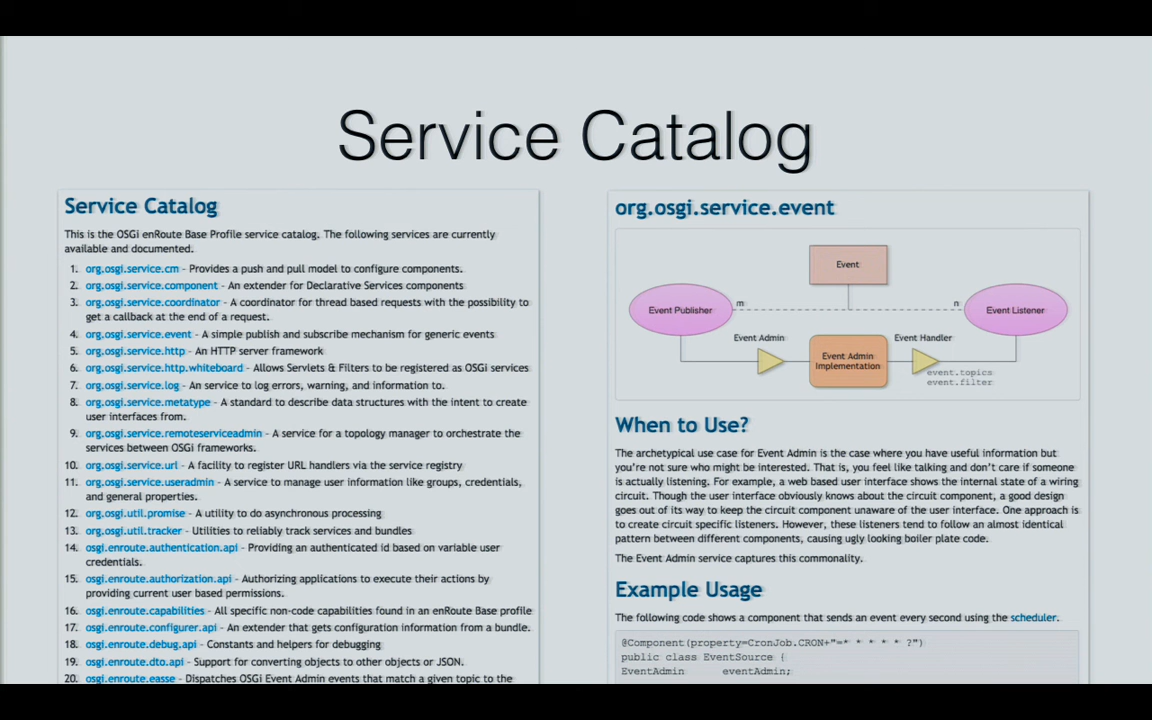 Service Catalog
Service Catalog
This is the OSGi enRoute Base Profile service catalog. The following services are currently
available and documented.
1. org.osgi.service.cm – Provides a push and pull model to configure components.
2. org.osgi.service.component – An extender for Declarative Services components
3. org.osgi.service.coordinator – A coordinator for thread based requests with the possibility to
get a callback at the end of a request.
4. org.osgi.service.event – A simple publish and subscribe mechanism for generic events
5. org.osgi.service.http – An HTTP server framework
6. org.osgi.service.http.whiteboard – Allows Servlets & Filters to be registered as OSGi services
7. org.osgi.service.log – An service to log errors, warning, and information to.
8. org.osgi.service.metatype – A standard to describe data structures with the intent to create
user interfaces from.
9. org.osgi.service.remoteserviceadmin – A service for a topology manager to orchestrate the
services between OSGi frameworks.
10. org.osgi.service.url – A facility to register URL handlers via the service registry
11. org.osgi.service.useradmin – A service to manage user information like groups, credentials,
and general properties.
12. org.osgi.util.promise – A utility to do asynchronous processing
13. org.osgi.util.tracker – Utilities to reliably track services and bundles
14. osgi.enroute.authentication.api – Providing an authenticated id based on variable user
credentials.
15. osgi.enroute.authorization.api – Authorizing applications to execute their actions by
providing current user based permissions.
16. osgi.enroute.capabilities – All specific non-code capabilities found in an enRoute Base profile
17. osgi.enroute.configurer.api – An extender that gets configuration information from a bundle.
18. osgi.enroute.debug.api – Constants and helpers for debugging
19. osgi.enroute.dto.api – Support for converting objects to other objects or JSON.
20. osgi.enroute.easse – Dispatches OSGi Event Admin events that match a given topic to the
org.osgi.service.event
Event
Event Publisher
m
n
Event Listener
Event Admin
Event Handler
Event Admin
Implementation
event.topics
event.filter
When to Use?
The archetypical use case for Event Admin is the case where you have useful information but
you're not sure who might be interested. That is, you feel like talking and don't care if someone
is actually listening. For example, a web based user interface shows the internal state of a wiring
circuit. Though the user interface obviously knows about the circuit component, a good design
goes out of its way to keep the circuit component unaware of the user interface. One approach is
to create circuit specific listeners. However, these listeners tend to follow an almost identical
pattern between different components, causing ugly looking boiler plate code.
The Event Admin service captures this commonality.
Example Usage
The following code shows a component that sends an event every second using the scheduler.
@Component(property=CronJob.CRON+"=* * * * * ?")
public class EventSource {
EventAdmin eventAdmin;